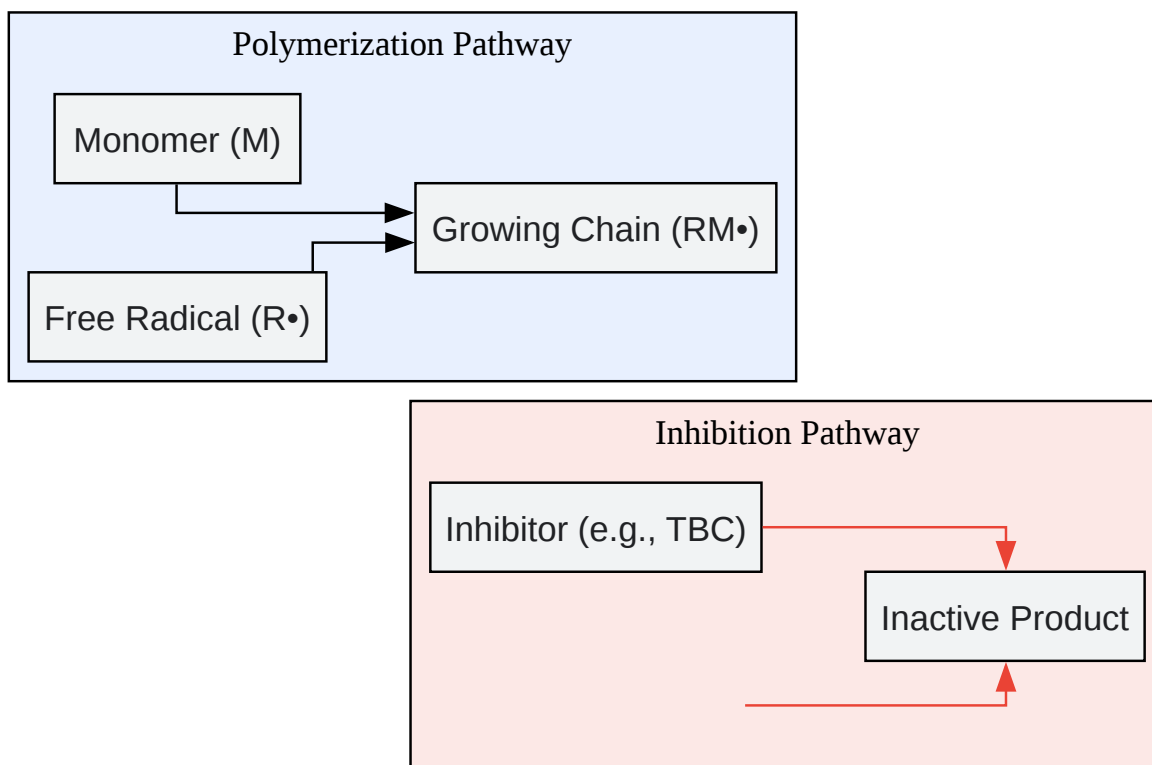 Polymerization Pathway
Monomer (M)
Growing Chain (RM•)
Free Radical (R•)
Inhibition Pathway
Inhibitor (e.g., TBC)
Inactive Product